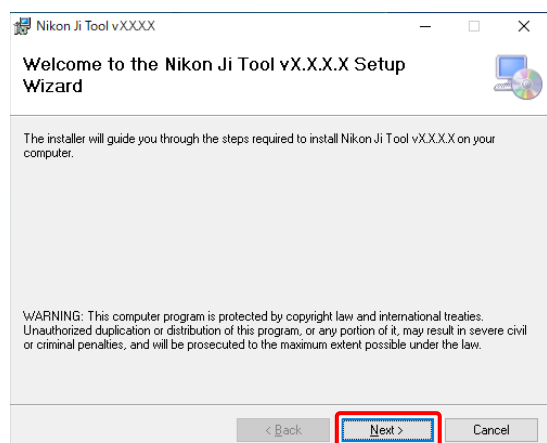 Nikon Ji Tool vXXXX
Welcome to the Nikon Ji Tool vX.X.X.X Setup
Wizard
The installer will guide you through the steps required to install Nikon Ji Tool vX.X.X.X on your
computer.
WARNING: This computer program is protected by copyright law and international treaties.
Unauthorized duplication or distribution of this program, or any portion of it, may result in severe civil
or criminal penalties, and will be prosecuted to the maximum extent possible under the law.
< Back Next > Cancel